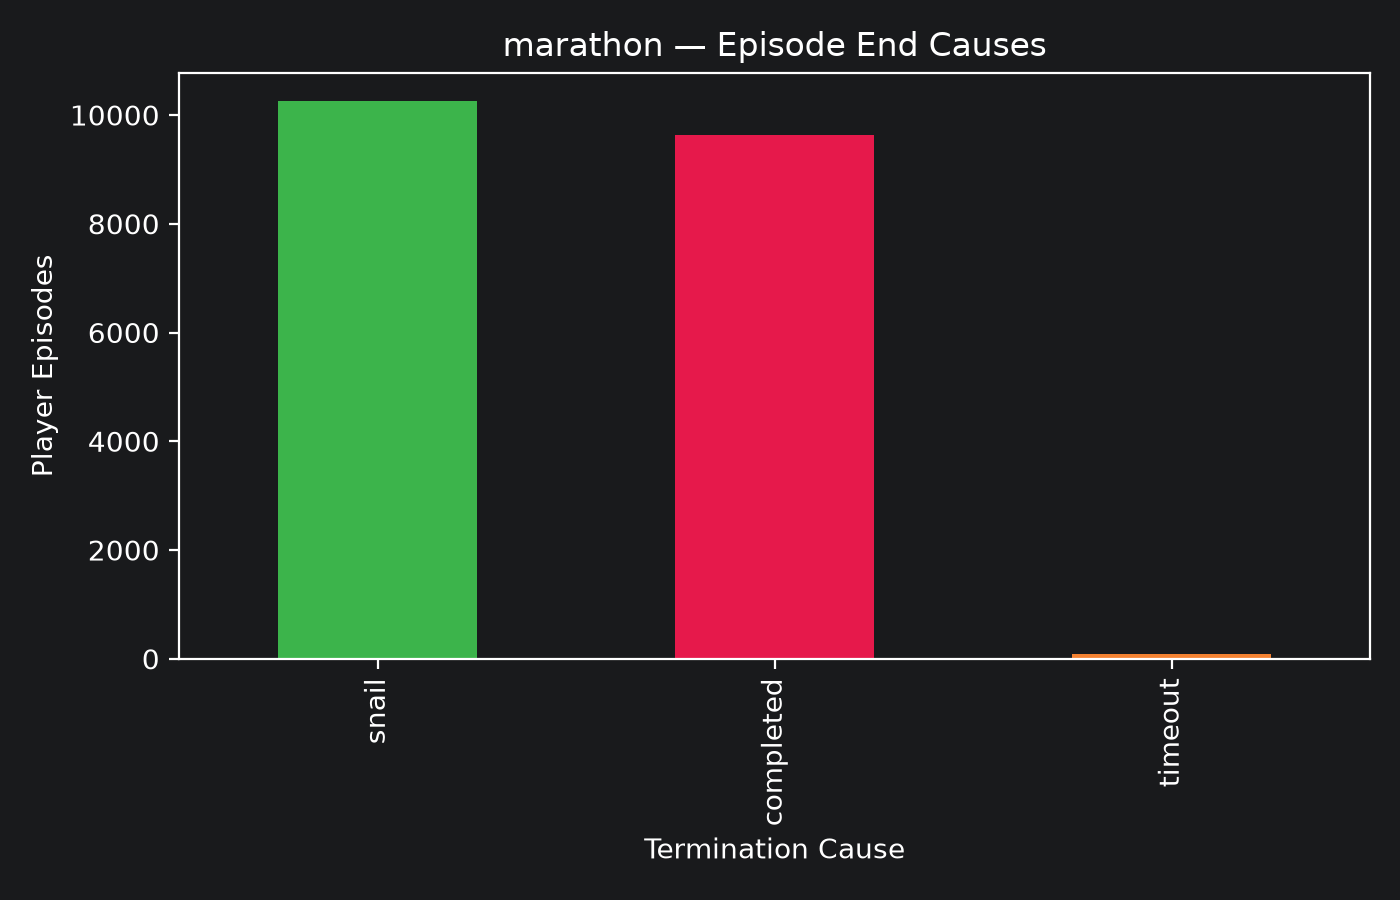 marathon — Episode End Causes
Player Episodes
10000
8000
6000
4000
2000
0
snail
completed
timeout
Termination Cause